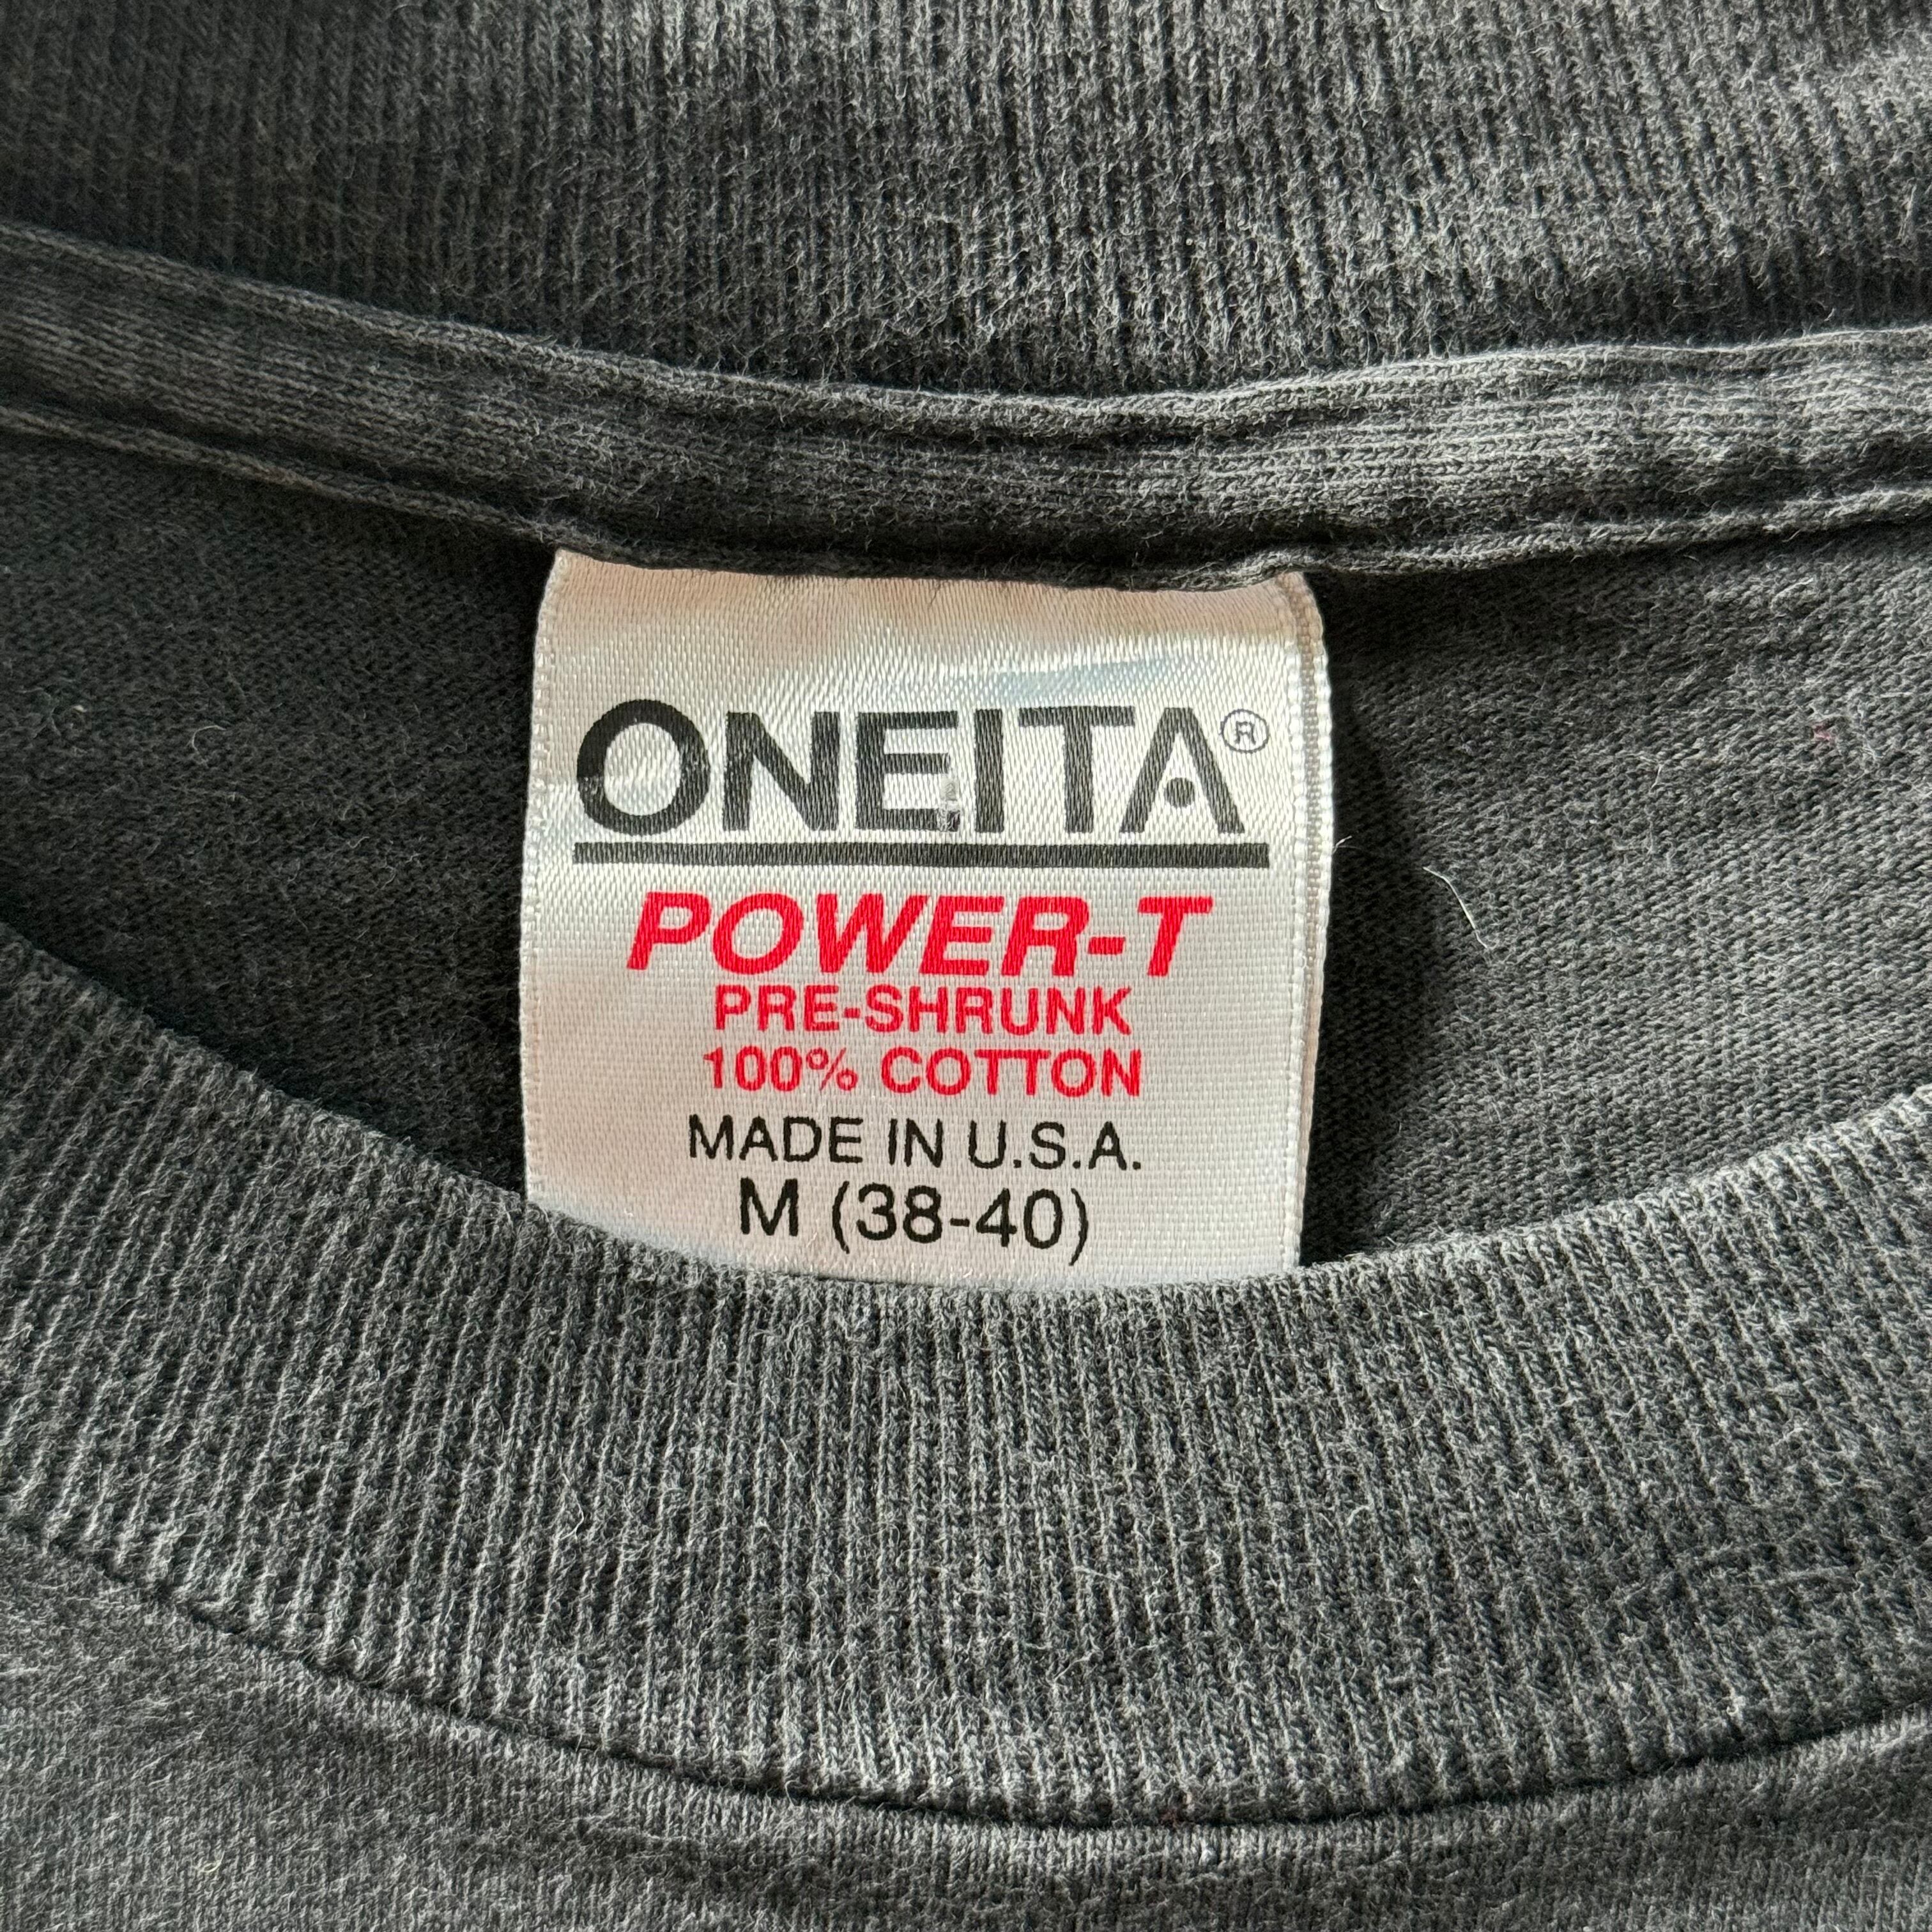 ONEITA®
POWER-T
PRE-SHRUNK
100% COTTON
MADE IN U.S.A.
M (38-40)